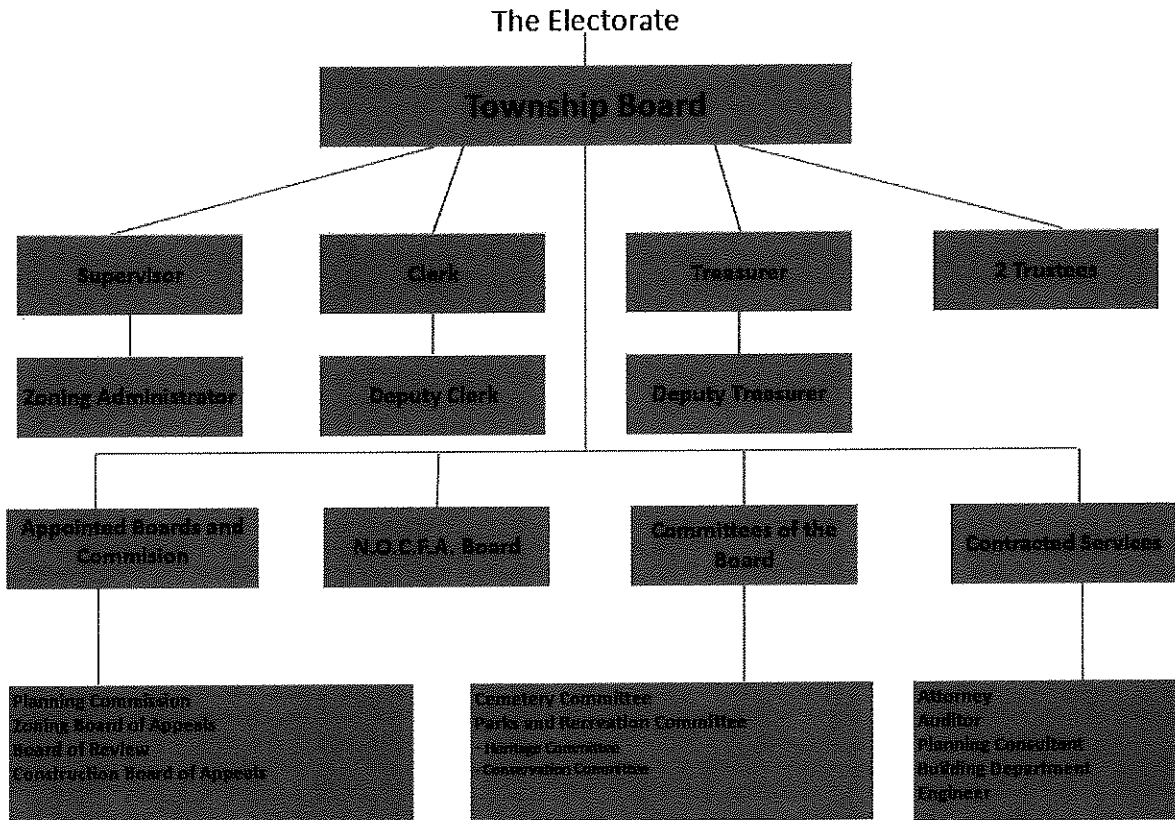 The Electorate
Township Board
Supervisor
Clerk
Treasurer
2 Trustees
Zoning Administrator
Deputy Clerk
Deputy Treasurer
Appointed Boards and
Commision
N.O.C.F.A. Board
Committees of the
Board
Contracted Services
Planning Commission
Zoning Board of Appeals
Board of Review
Construction Board of Appeals
Cemetery Committee
Parks and Recreation Committee
- Heritage Committee
- Conservation Committee
Attorney
Auditor
Planning Consultant
Building Department
Engineer